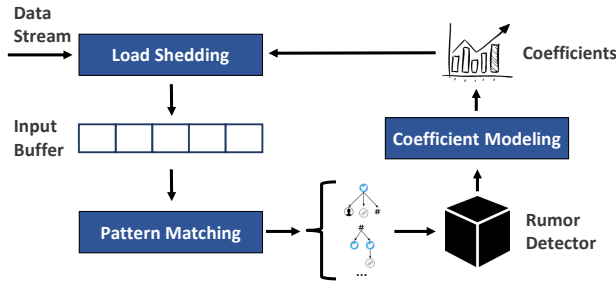 Data
Stream
Load Shedding
Coefficients
Input
Buffer
Coefficient Modeling
#
Pattern Matching
#
...
Rumor
Detector